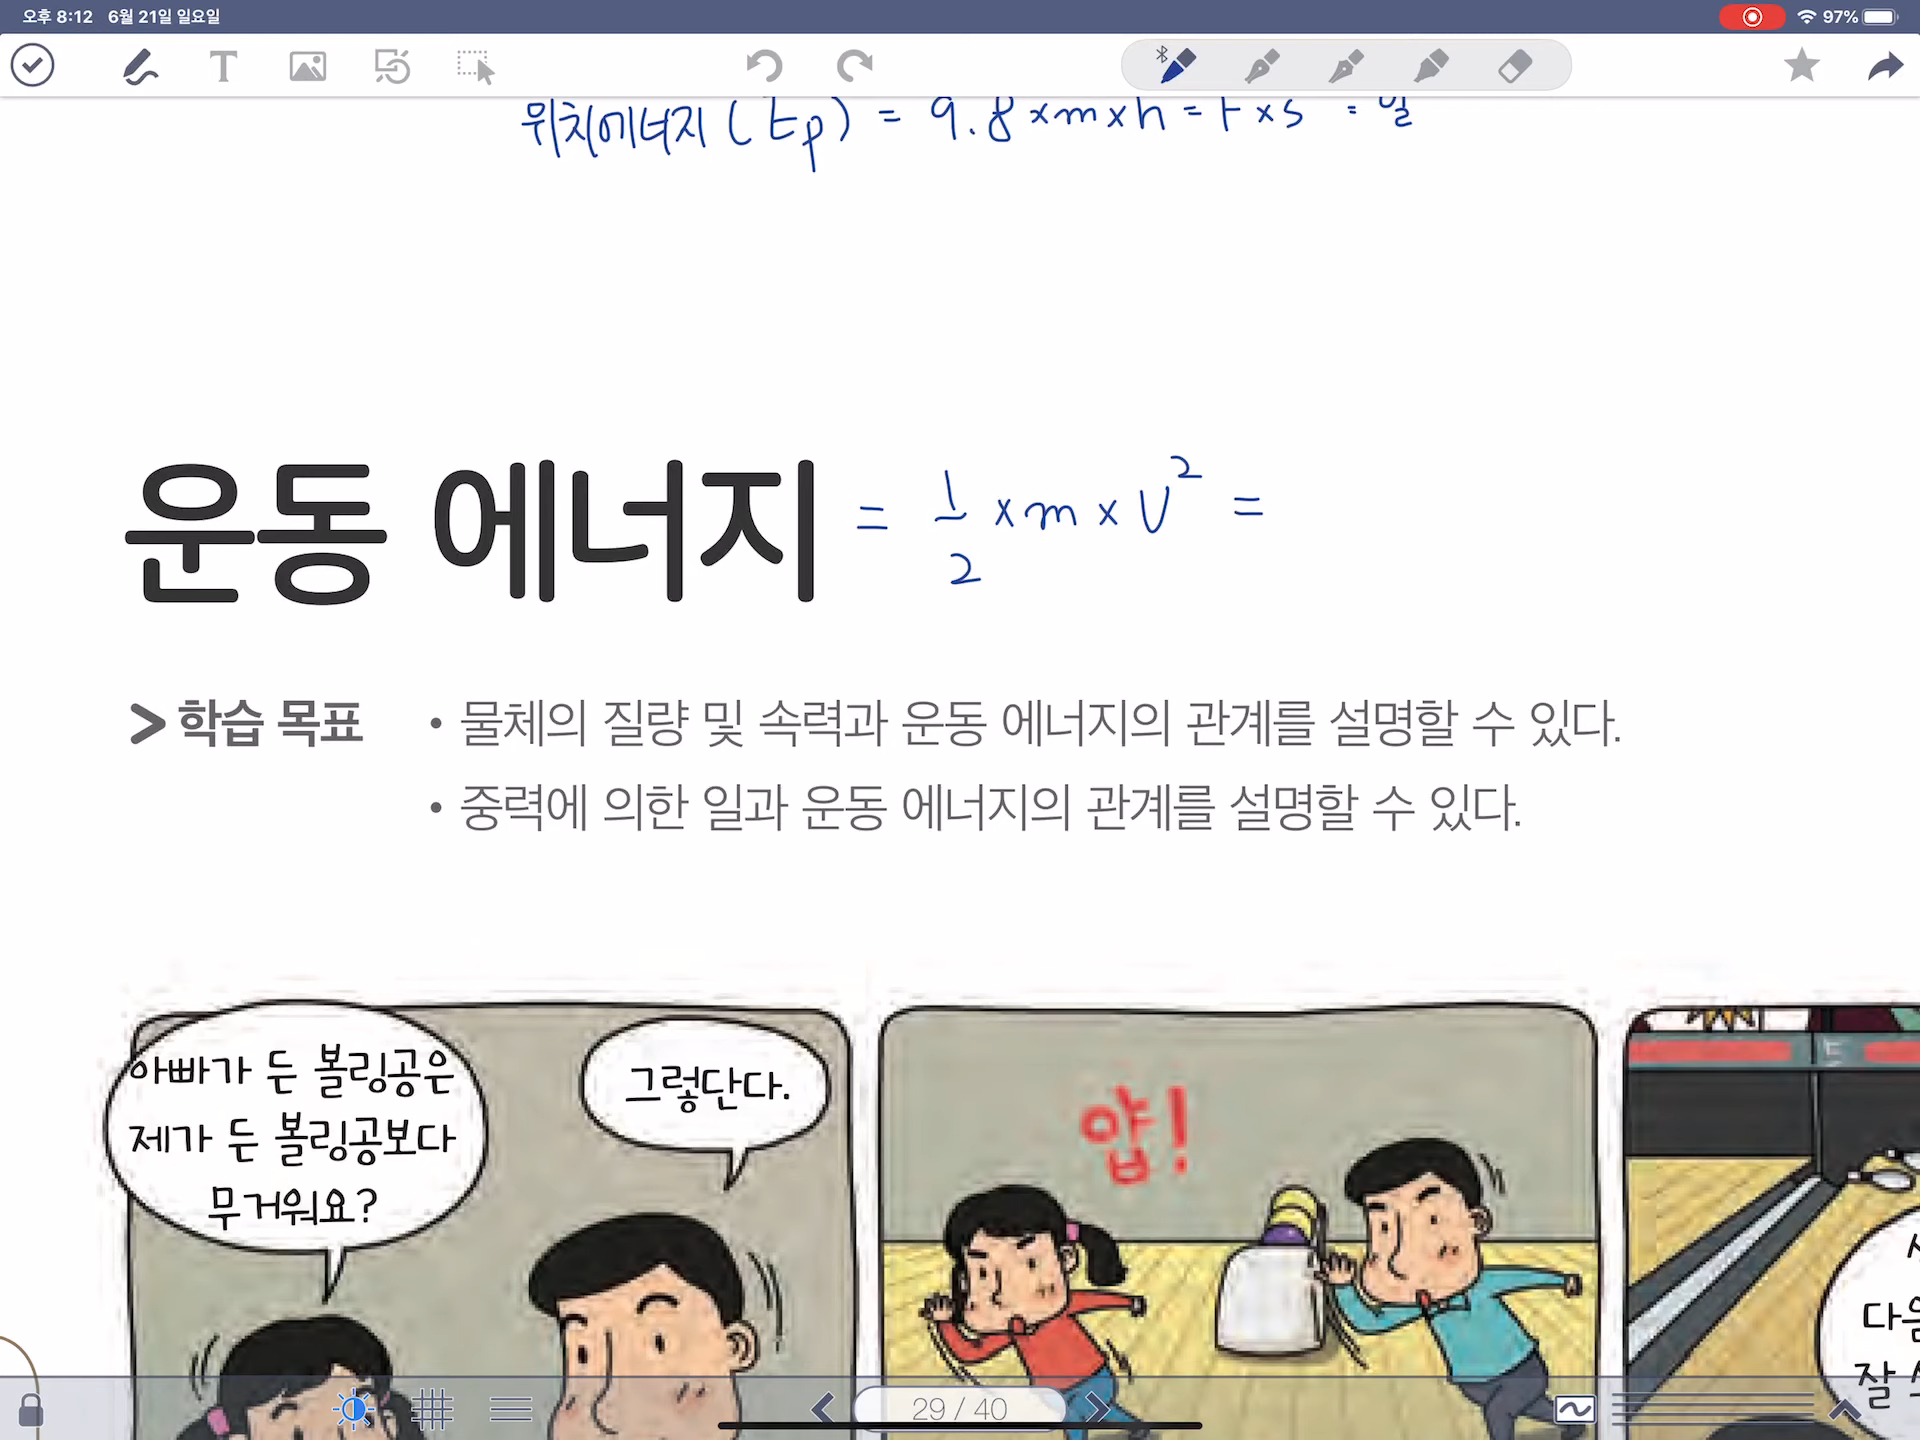 오후 8:12 6월 21일 일요일
97%
T
위치에너지 (Ep) = 9.8 × m × h = F × s = 일
운동 에너지 = 1/2 × m × v² =
> 학습 목표 • 물체의 질량 및 속력과 운동 에너지의 관계를 설명할 수 있다.
• 중력에 의한 일과 운동 에너지의 관계를 설명할 수 있다.
아빠가 든 볼링공은
제가 든 볼링공보다
무거워요?
그렇단다.
얍!
다음
잘
29 / 40